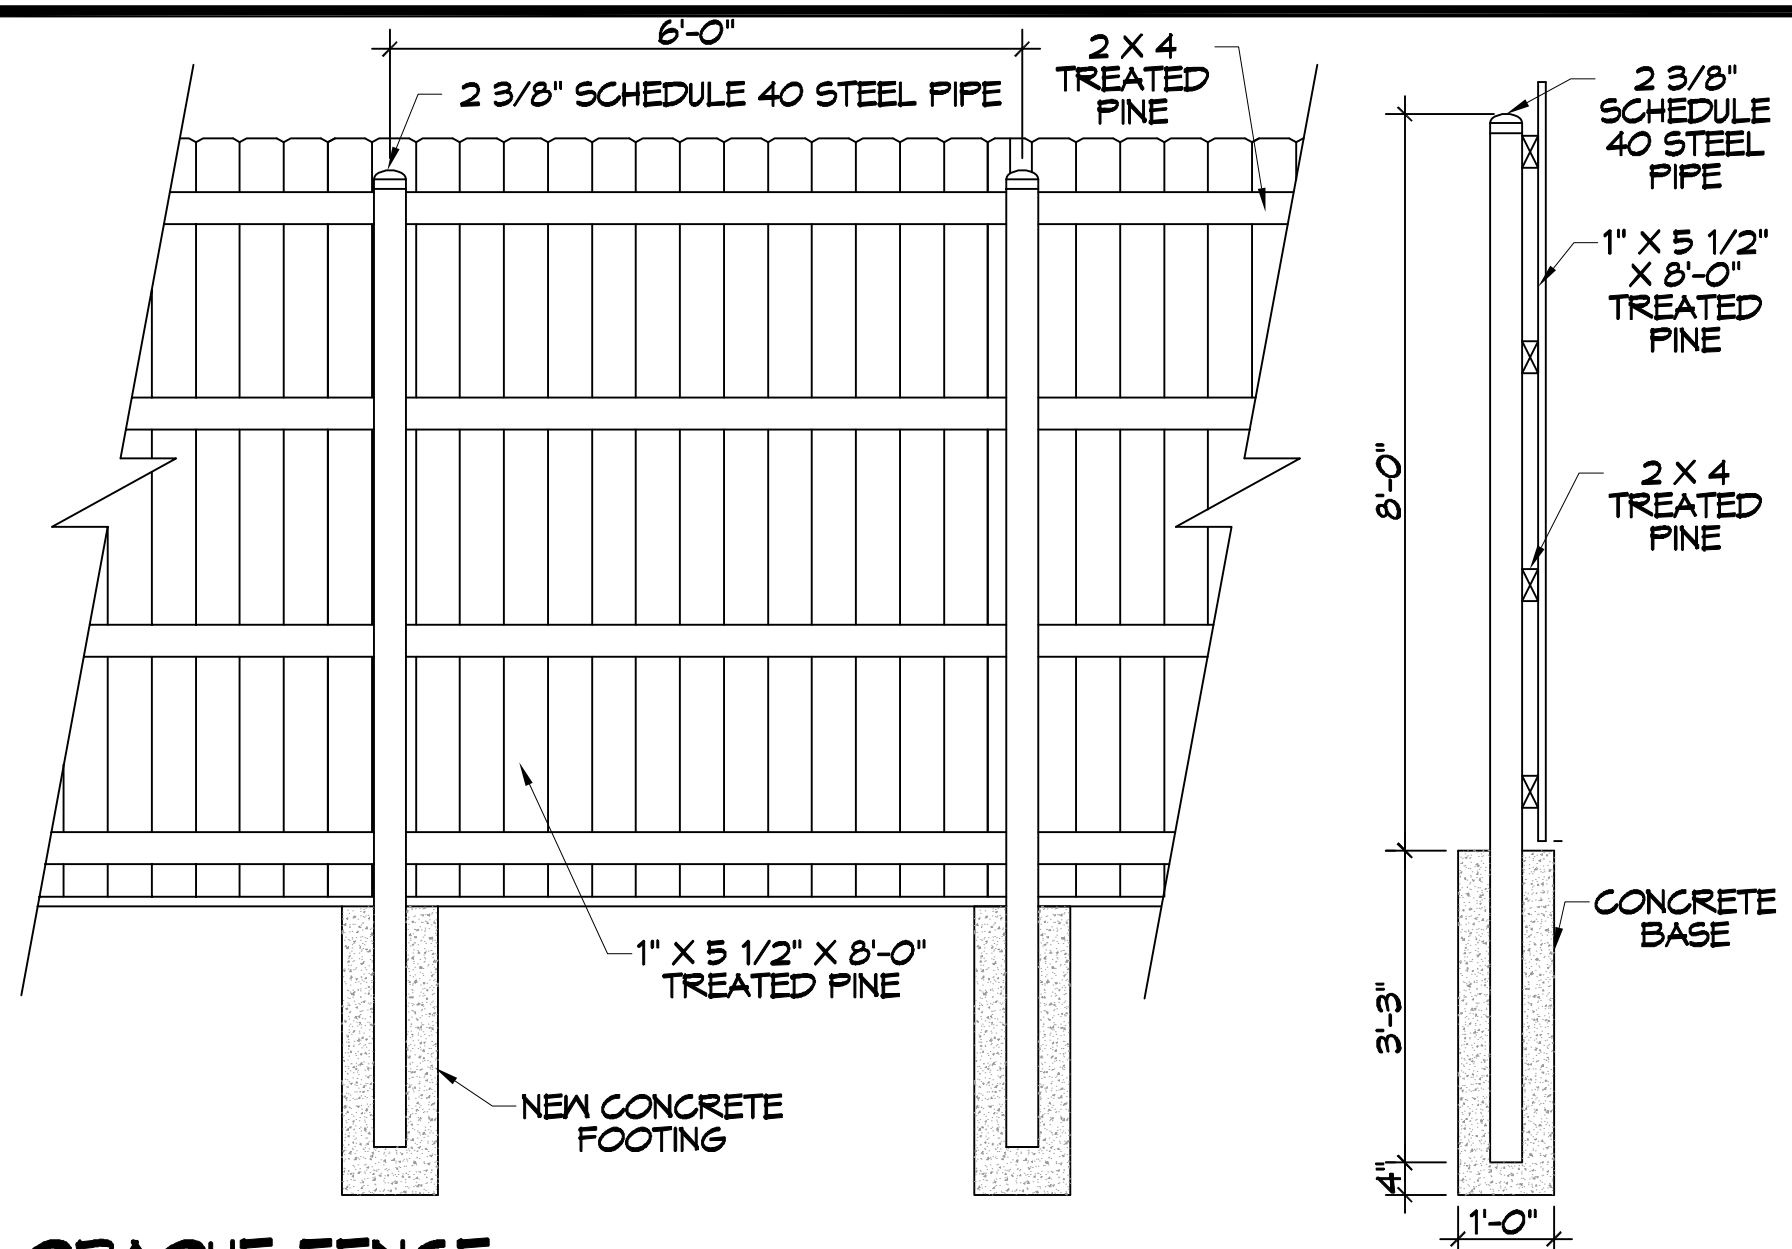 6'-0"
2 3/8" SCHEDULE 40 STEEL PIPE
2 X 4
TREATED
PINE
2 3/8"
SCHEDULE
40 STEEL
PIPE
1" X 5 1/2"
X 8'-0"
TREATED
PINE
8'-0"
2 X 4
TREATED
PINE
CONCRETE
BASE
1" X 5 1/2" X 8'-0"
TREATED PINE
3'-3"
NEW CONCRETE
FOOTING
4"
1'-0"
OPAQUE FENCE